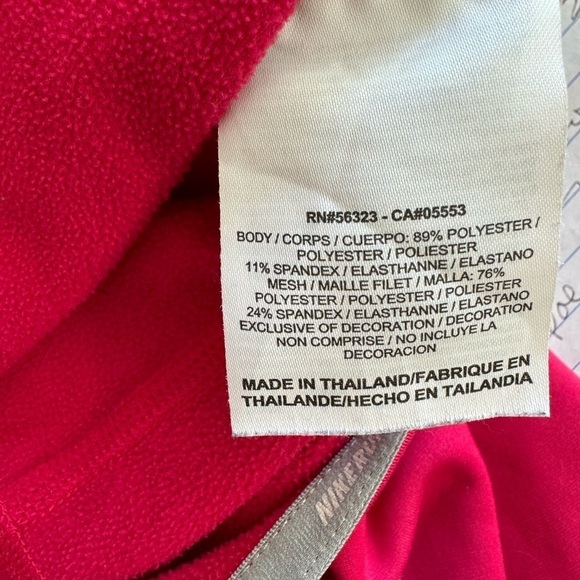 RN#56323 - CA#05553
BODY / CORPS / CUERPO: 89% POLYESTER /
POLYESTER / POLIESTER
11% SPANDEX / ELASTHANNE / ELASTANO
MESH / MAILLE FILET / MALLA: 76%
POLYESTER / POLYESTER / POLIESTER
24% SPANDEX / ELASTHANNE / ELASTANO
EXCLUSIVE OF DECORATION / DECORATION
NON COMPRISE / NO INCLUYE LA
DECORACION
MADE IN THAILAND/FABRIQUE EN
THAILANDE/HECHO EN TAILANDIA
NIKE